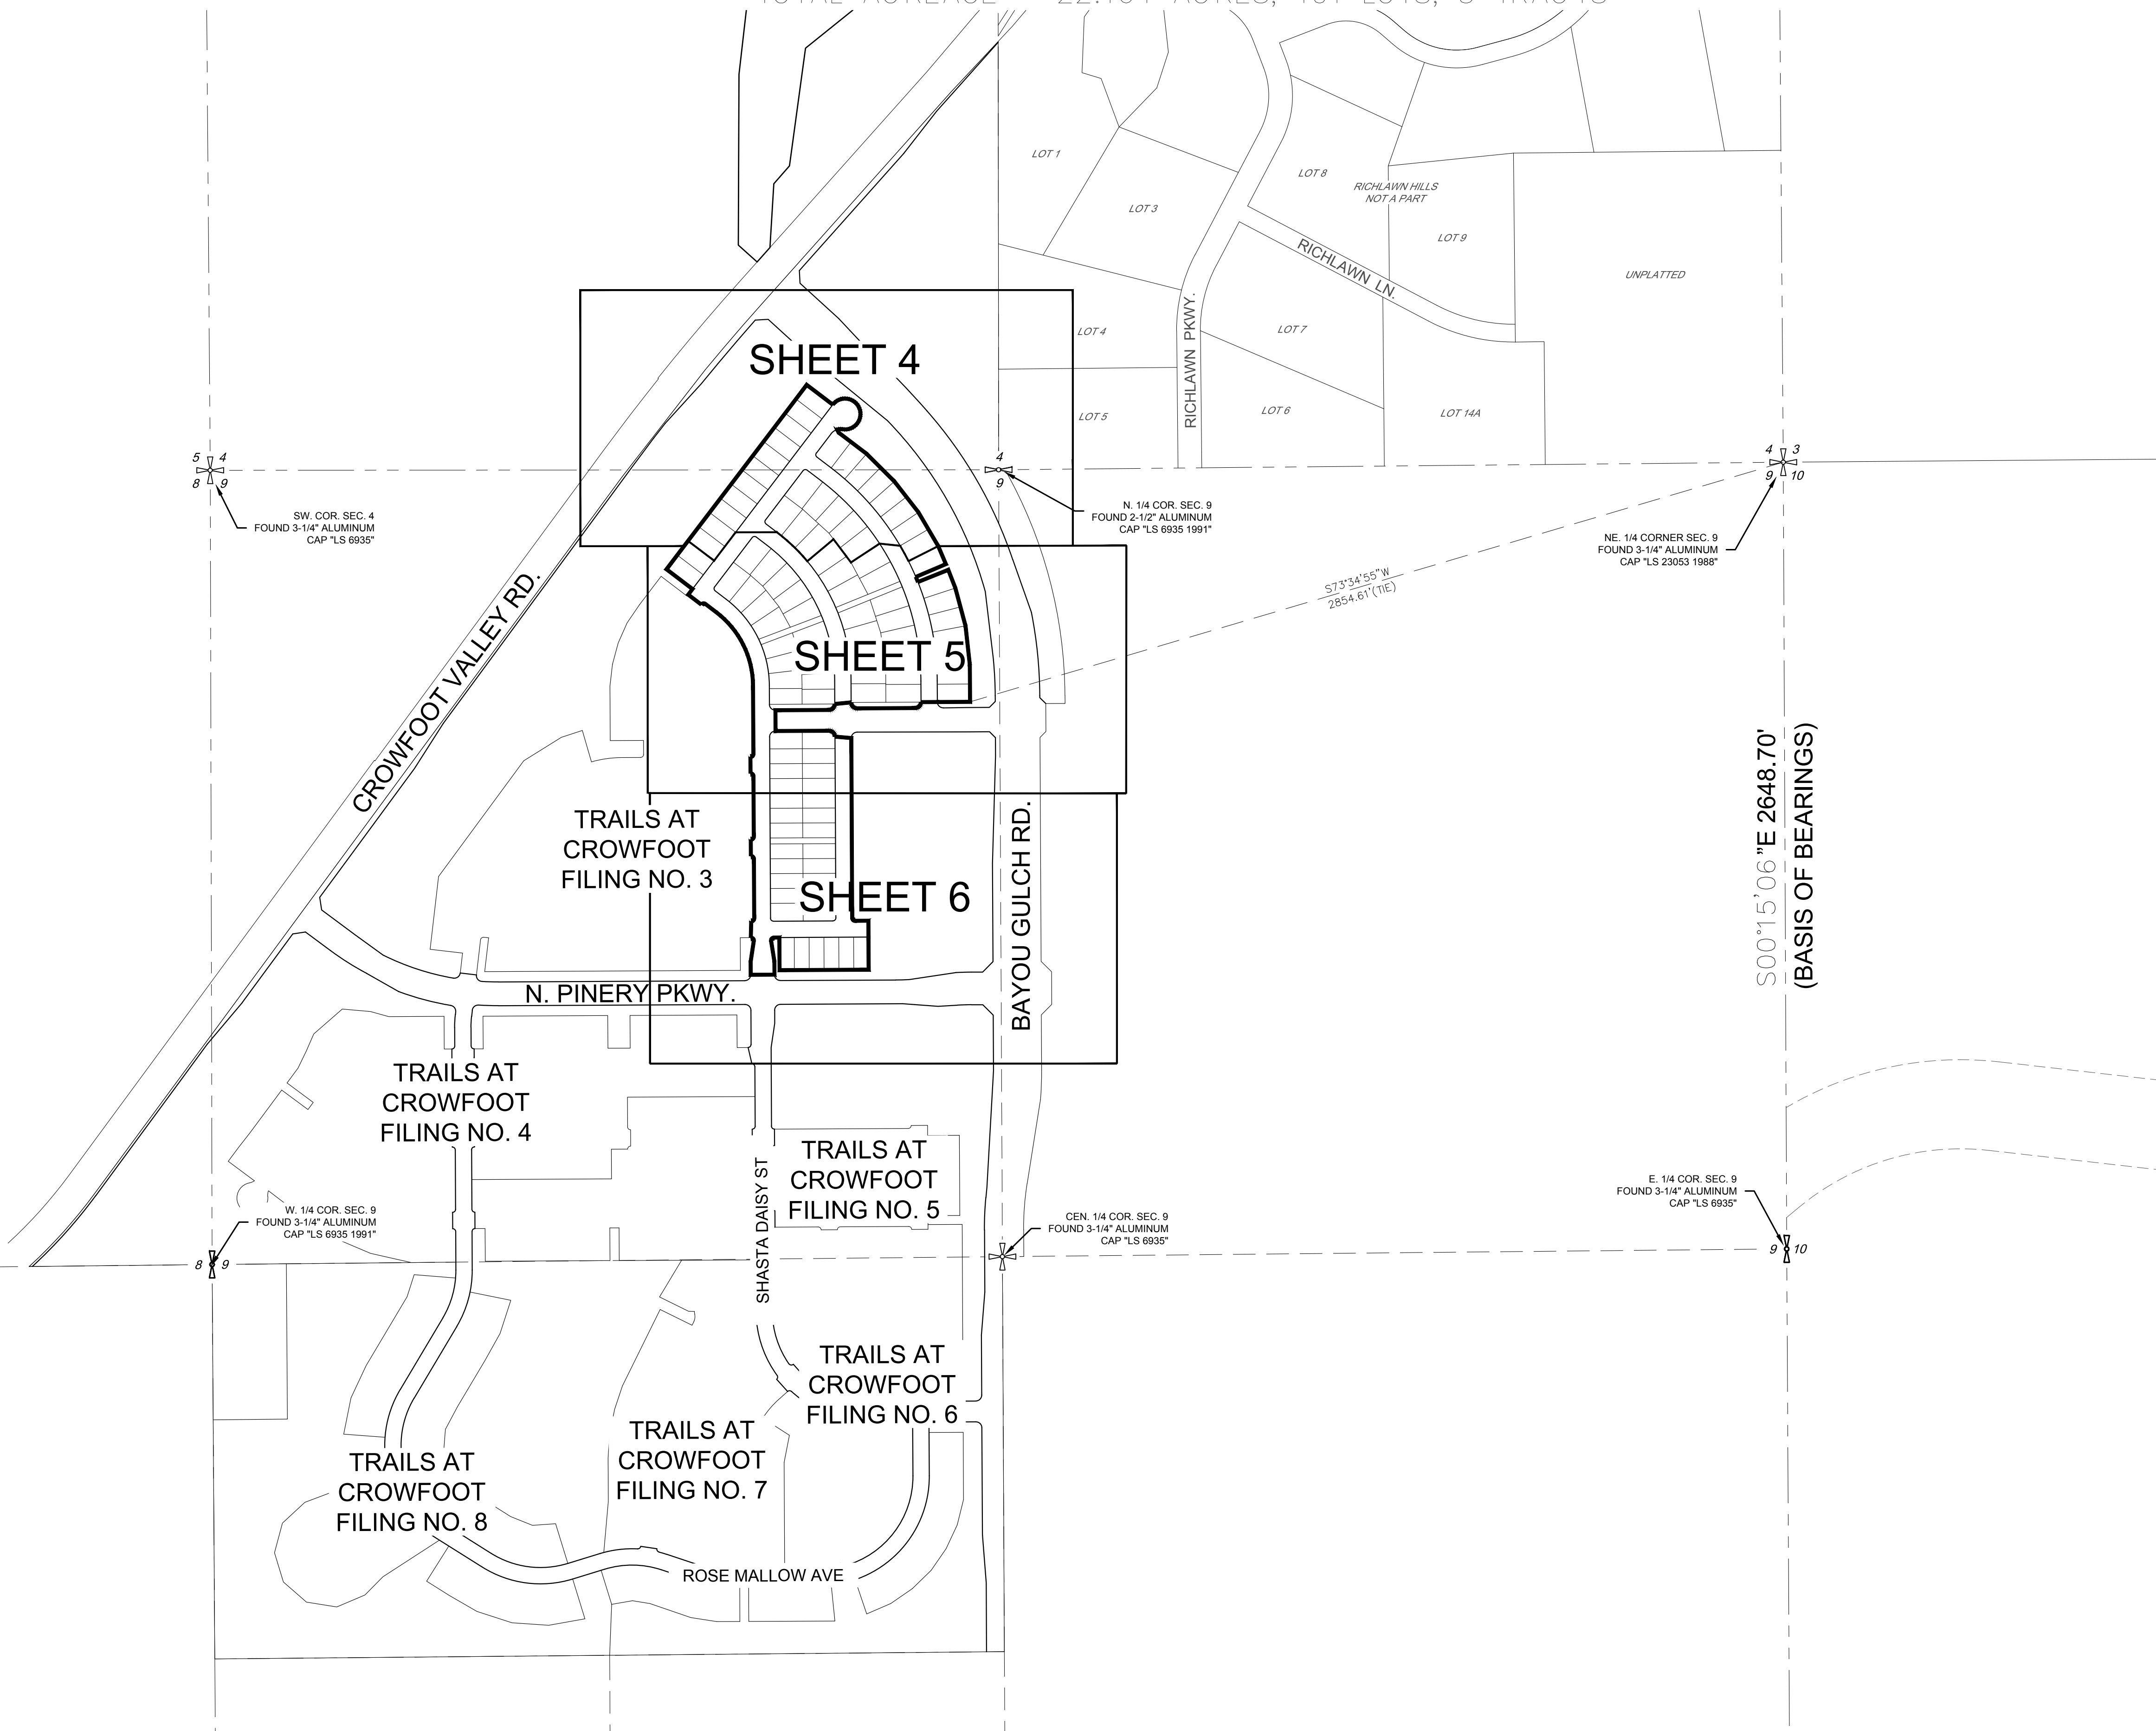 LOT 1
LOT 3
LOT 8
RICHLAWN HILLS
NOT A PART
LOT 9
UNPLATTED
RICHLAWN LN.
RICHLAWN PKWY.
LOT 4
LOT 7
LOT 5
LOT 6
LOT 14A
SHEET 4
5 4
8 9
SW. COR. SEC. 4
FOUND 3-1/4" ALUMINUM
CAP "LS 6935"
4
9
N. 1/4 COR. SEC. 9
FOUND 2-1/2" ALUMINUM
CAP "LS 6935 1991"
4 3
9 10
NE. 1/4 CORNER SEC. 9
FOUND 3-1/4" ALUMINUM
CAP "LS 23053 1988"
S73°34'55"W
2854.61'(TIE)
CROWFOOT VALLEY RD.
SHEET 5
S00°15'06"E 2648.70'
(BASIS OF BEARINGS)
TRAILS AT
CROWFOOT
FILING NO. 3
SHEET 6
BAYOU GULCH RD.
N. PINERY PKWY.
TRAILS AT
CROWFOOT
FILING NO. 4
TRAILS AT
CROWFOOT
FILING NO. 5
SHASTA DAISY ST
W. 1/4 COR. SEC. 9
FOUND 3-1/4" ALUMINUM
CAP "LS 6935 1991"
8 9
CEN. 1/4 COR. SEC. 9
FOUND 3-1/4" ALUMINUM
CAP "LS 6935"
E. 1/4 COR. SEC. 9
FOUND 3-1/4" ALUMINUM
CAP "LS 6935"
9 10
TRAILS AT
CROWFOOT
FILING NO. 6
TRAILS AT
CROWFOOT
FILING NO. 7
TRAILS AT
CROWFOOT
FILING NO. 8
ROSE MALLOW AVE